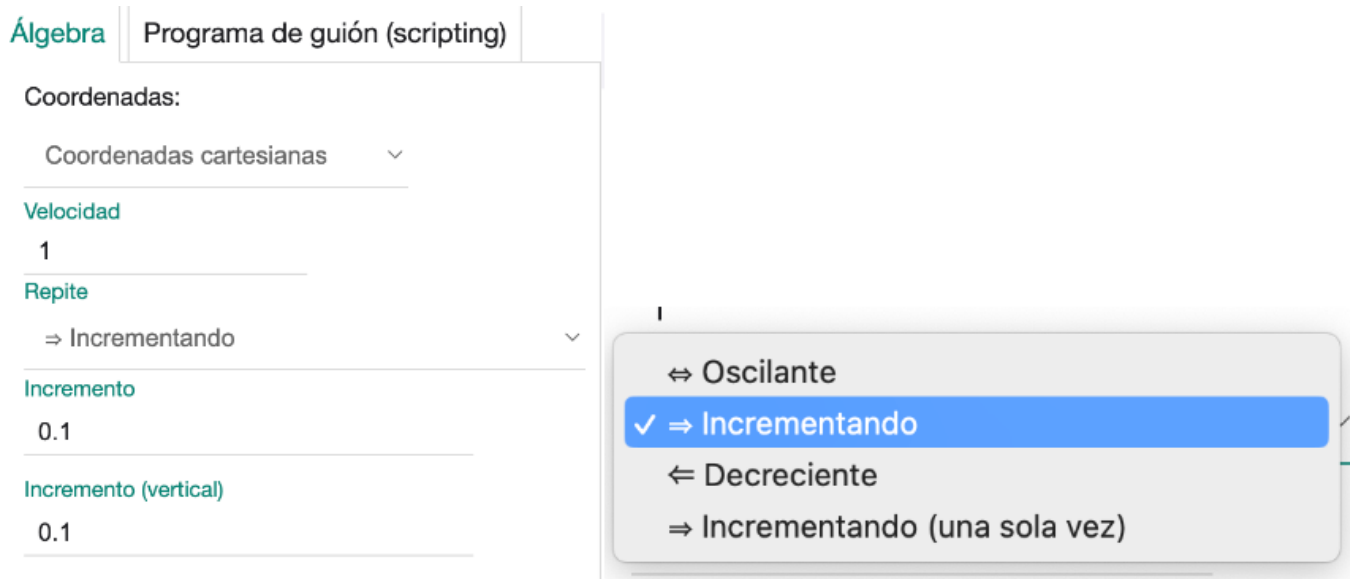 Álgebra
Programa de guión (scripting)
Coordenadas:
Coordenadas cartesianas
Velocidad
1
Repite
⇒ Incrementando
Incremento
0.1
Incremento (vertical)
0.1
⇔ Oscilante
✓ ⇒ Incrementando
⇐ Decreciente
⇒ Incrementando (una sola vez)